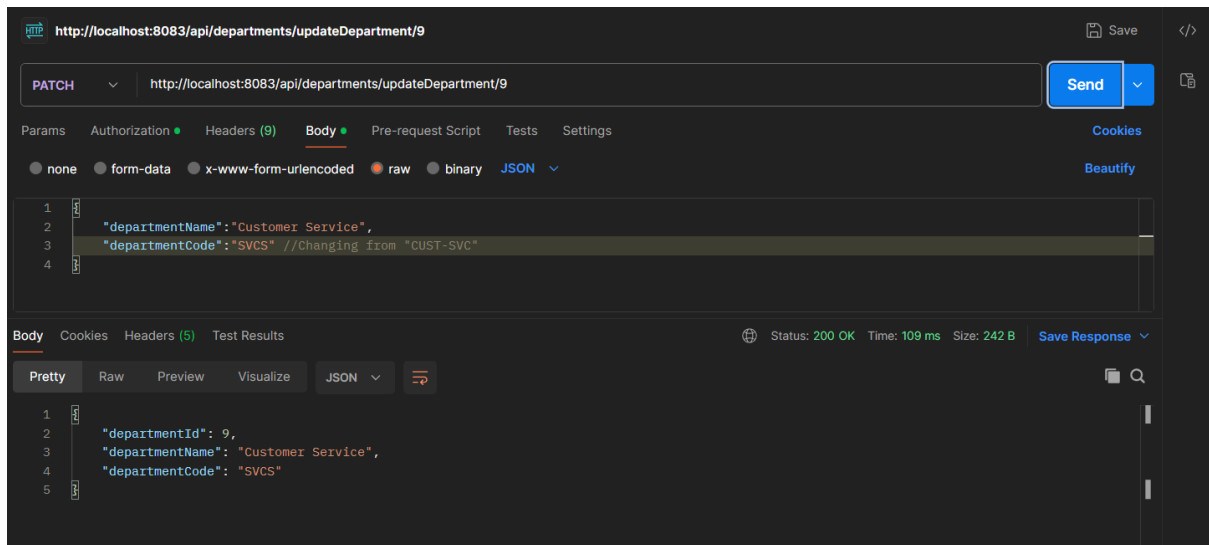 HTTP http://localhost:8083/api/departments/updateDepartment/9 Save </>
PATCH http://localhost:8083/api/departments/updateDepartment/9 Send
Params Authorization Headers (9) Body Pre-request Script Tests Settings Cookies
none form-data x-www-form-urlencoded raw binary JSON Beautify
1 {
2 "departmentName":"Customer Service",
3 "departmentCode":"SVCS" //Changing from "CUST-SVC"
4 }
Body Cookies Headers (5) Test Results Status: 200 OK Time: 109 ms Size: 242 B Save Response
Pretty Raw Preview Visualize JSON
1 {
2 "departmentId": 9,
3 "departmentName": "Customer Service",
4 "departmentCode": "SVCS"
5 }